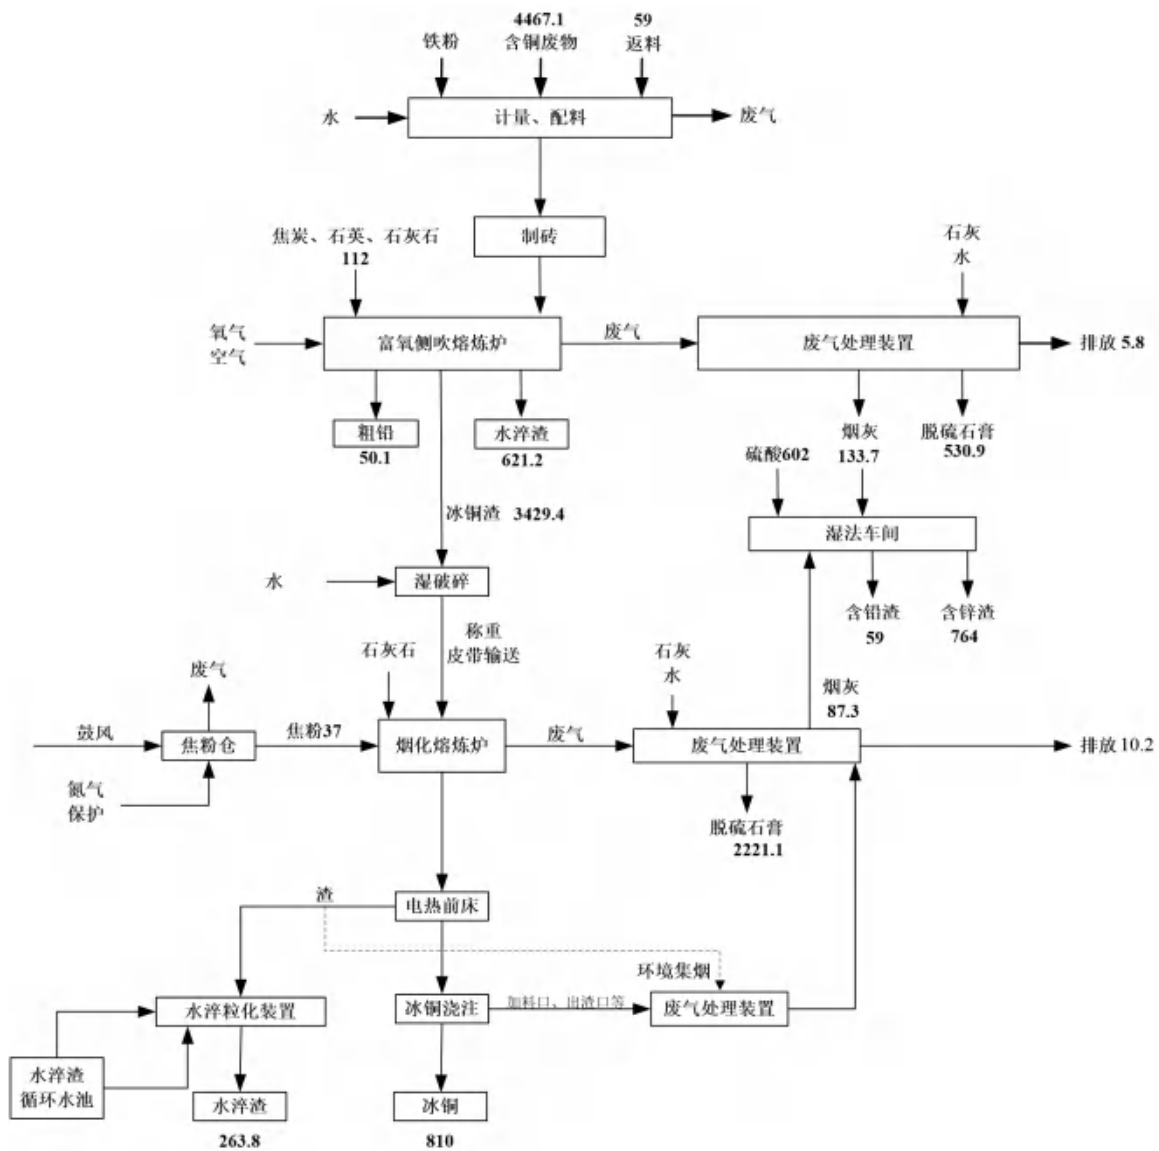 4467.1
59
铁粉
含铜废物
返料
水
计量、配料
废气
焦炭、石英、石灰石
112
制砖
石灰
水
氧气
空气
富氧侧吹熔炼炉
废气
废气处理装置
排放 5.8
粗铅
50.1
水淬渣
621.2
烟灰
133.7
脱硫石膏
530.9
硫酸602
冰铜渣 3429.4
湿法车间
水
湿破碎
含铅渣
59
含锌渣
764
称重
皮带输送
石灰石
石灰
水
废气
烟灰
87.3
鼓风
焦粉仓
焦粉37
烟化熔炼炉
废气
废气处理装置
排放 10.2
氮气
保护
脱硫石膏
2221.1
渣
电热前床
环境集烟
水淬粒化装置
冰铜浇注
加料口、出渣口等
废气处理装置
水淬渣
循环水池
水淬渣
263.8
冰铜
810